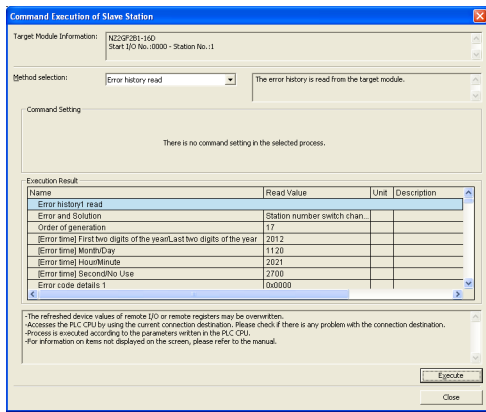 Command Execution of Slave Station
Target Module Information:
NZ2GF2B1-16D
Start I/O No.:0000 - Station No.:1
Method selection:
Error history read
The error history is read from the target module.
Command Setting
There is no command setting in the selected process.
Execution Result
Name Read Value Unit Description
Error history1 read
Error and Solution Station number switch chan...
Order of generation 17
[Error time] First two digits of the year/Last two digits of the year 2012
[Error time] Month/Day 1120
[Error time] Hour/Minute 2021
[Error time] Second/No Use 2700
Error code details 1 0x0000
-The refreshed device values of remote I/O or remote registers may be overwritten.
-Accesses the PLC CPU by using the current connection destination. Please check if there is any problem with the connection destination.
-Process is executed according to the parameters written in the PLC CPU.
-For information on items not displayed on the screen, please refer to the manual.
Execute
Close